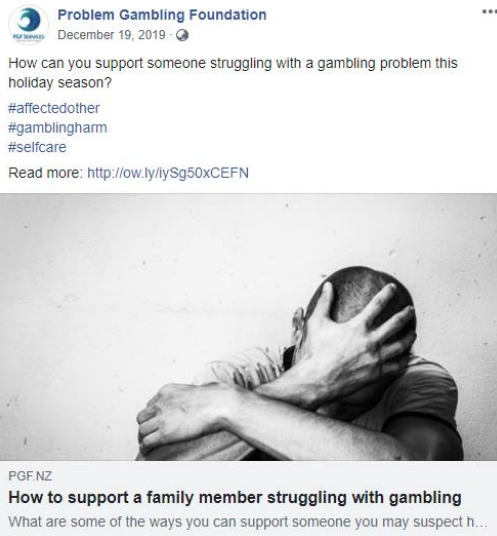 Problem Gambling Foundation
December 19, 2019 ·
How can you support someone struggling with a gambling problem this
holiday season?
#affectedother
#gamblingharm
#selfcare
Read more: http://ow.ly/iySg50xCEFN
PGF SERVICES
PGF.NZ
How to support a family member struggling with gambling
What are some of the ways you can support someone you may suspect h...